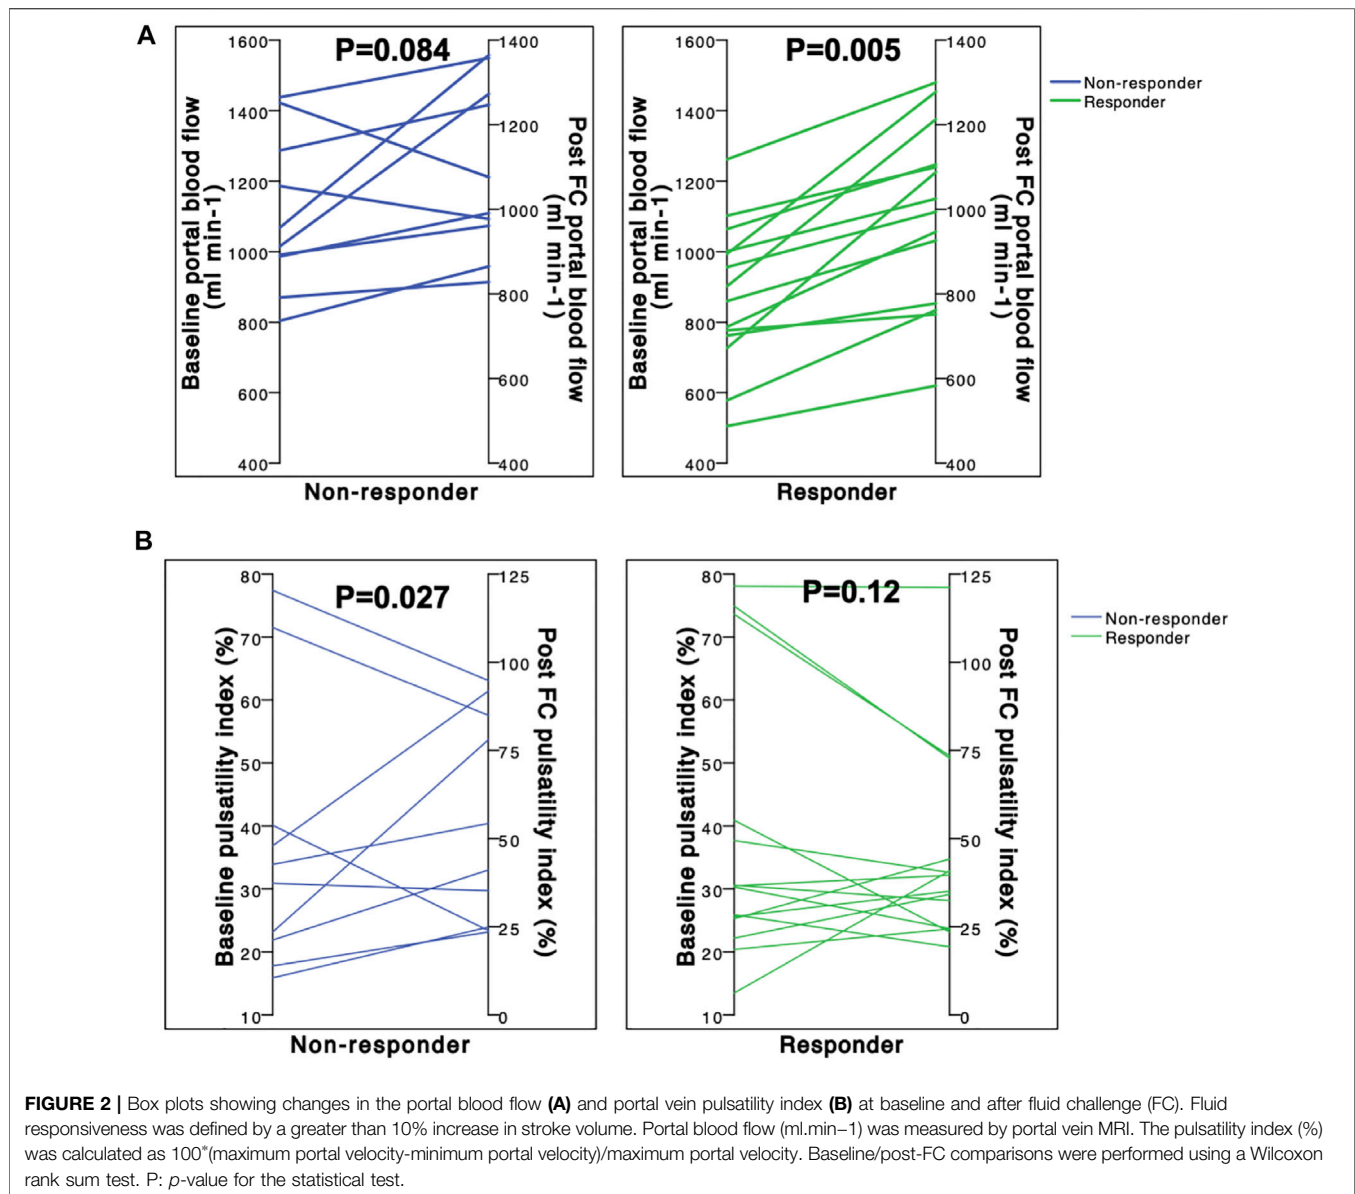 A
P=0.084
1600
1400
1200
1000
800
600
400
Baseline portal blood flow
(ml min-1)
1400
1200
1000
800
600
400
Post FC portal blood flow
(ml min-1)
Non-responder
P=0.005
1600
1400
1200
1000
800
600
400
Baseline portal blood flow
(ml min-1)
1400
1200
1000
800
600
400
Post FC portal blood flow
(ml min-1)
Responder
Non-responder
Responder
B
P=0.027
80
70
60
50
40
30
20
10
Baseline pulsatility index (%)
125
100
75
50
25
0
Post FC pulsatility index (%)
Non-responder
P=0.12
80
70
60
50
40
30
20
10
Baseline pulsatility index (%)
125
100
75
50
25
0
Post FC pulsatility index (%)
Responder
Non-responder
Responder
FIGURE 2 | Box plots showing changes in the portal blood flow (A) and portal vein pulsatility index (B) at baseline and after fluid challenge (FC). Fluid
responsiveness was defined by a greater than 10% increase in stroke volume. Portal blood flow (ml.min−1) was measured by portal vein MRI. The pulsatility index (%)
was calculated as 100*(maximum portal velocity-minimum portal velocity)/maximum portal velocity. Baseline/post-FC comparisons were performed using a Wilcoxon
rank sum test. P: p-value for the statistical test.